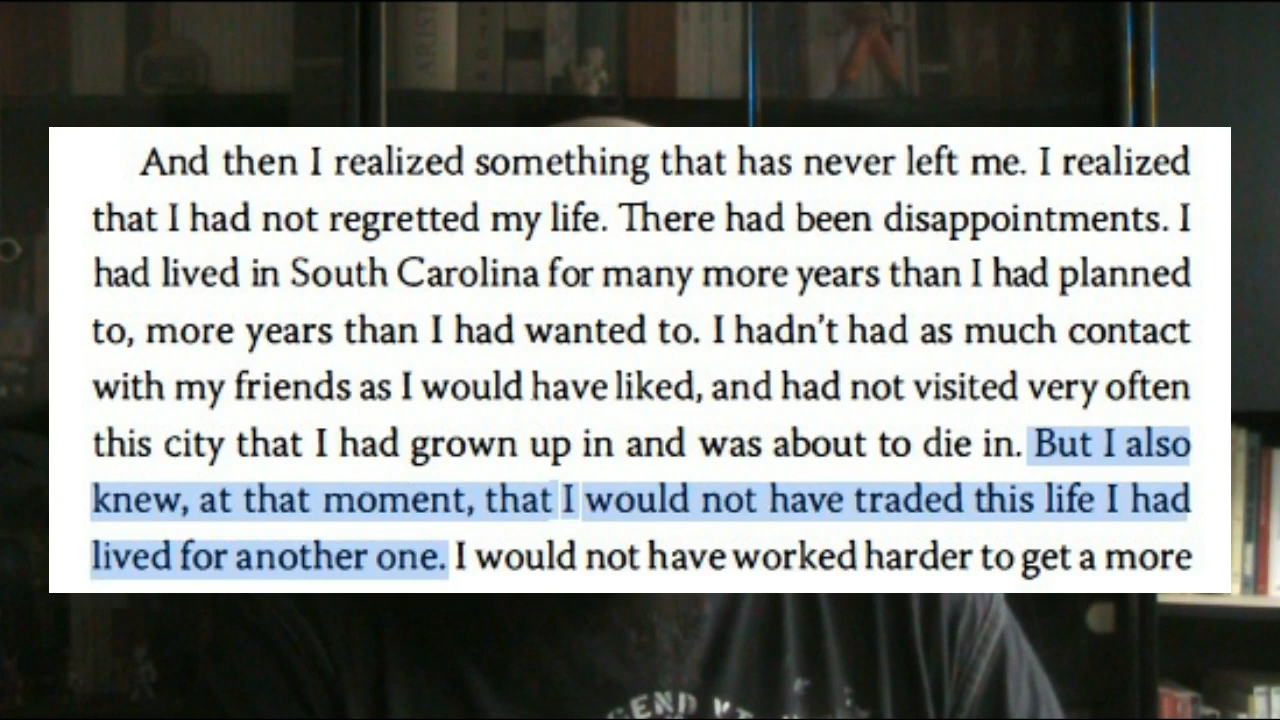 And then I realized something that has never left me. I realized
that I had not regretted my life. There had been disappointments. I
had lived in South Carolina for many more years than I had planned
to, more years than I had wanted to. I hadn't had as much contact
with my friends as I would have liked, and had not visited very often
this city that I had grown up in and was about to die in. But I also
knew, at that moment, that I would not have traded this life I had
lived for another one. I would not have worked harder to get a more